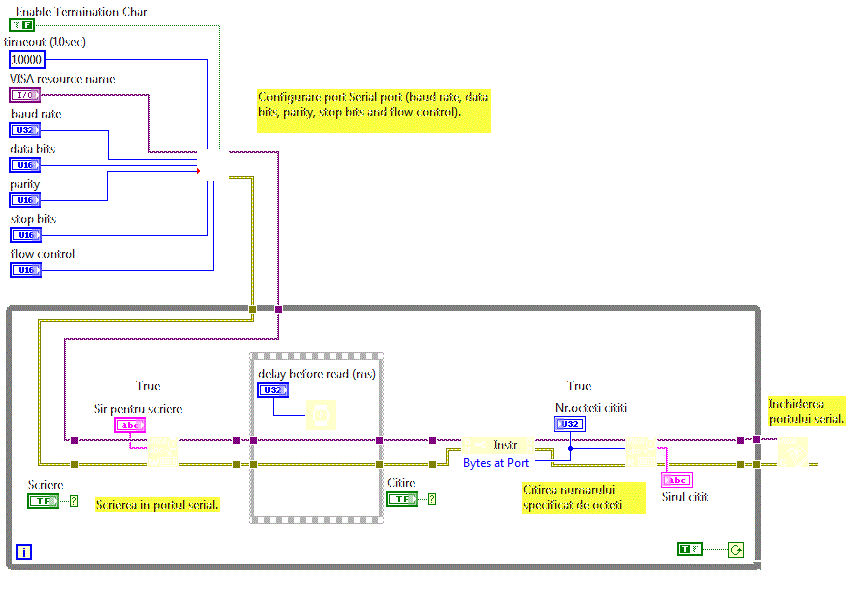 Enable Termination Char
T F
timeout (10sec)
10000
VISA resource name
I/O
baud rate
U32
data bits
U16
parity
U16
stop bits
U16
flow control
U16
Configurare port Serial port (baud rate, data
bits, parity, stop bits and flow control).
True
Sir pentru scriere
abc
Scriere
TF
?
Scrierea in portul serial.
delay before read (ms)
U32
Citire
TF
?
Instr
Bytes at Port
True
Nr.octeti cititi
U32
Citirea numarului
specificat de octeti
abc
Sirul citit
Inchiderea
portului serial.
i
T F